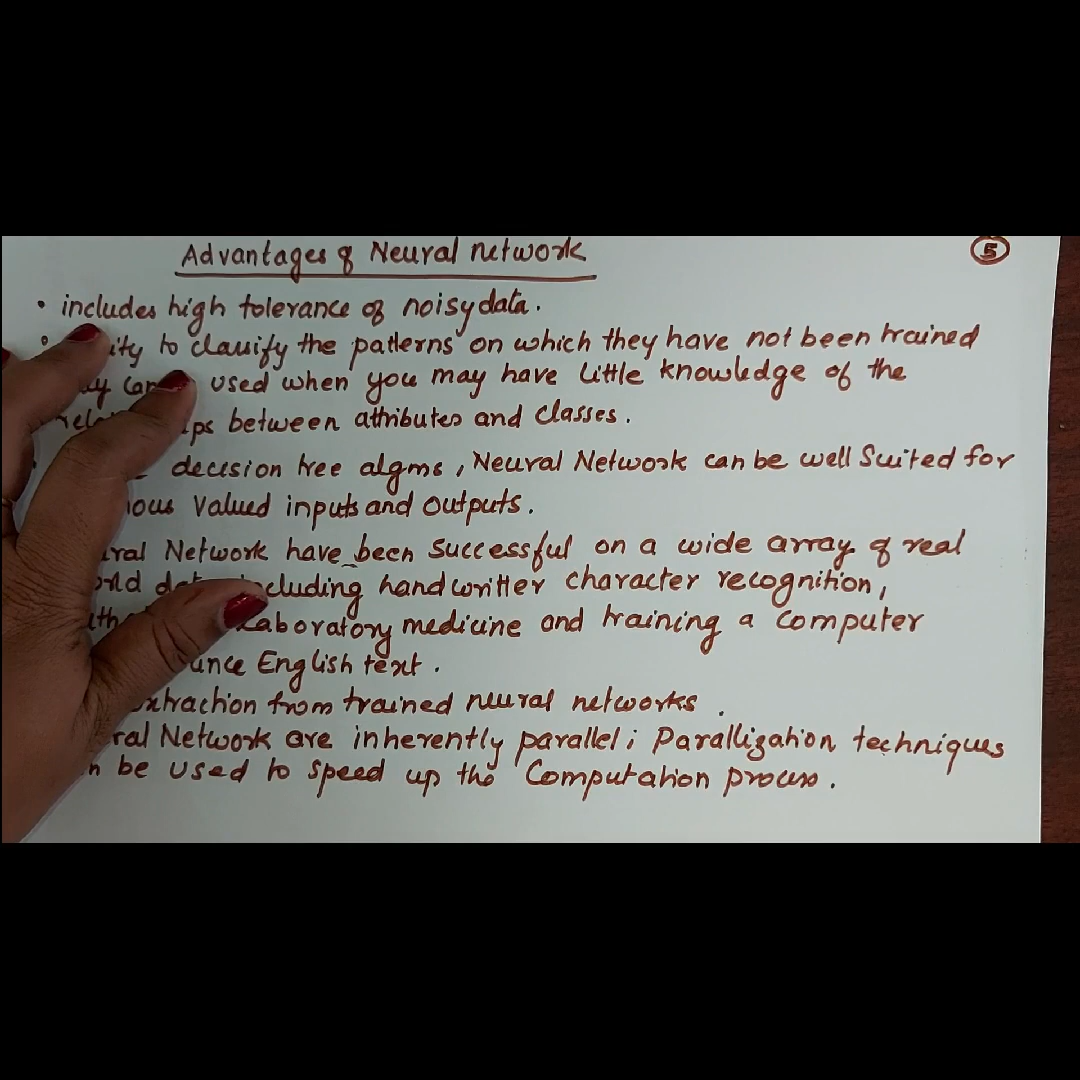 Advantages of Neural network
5
• includes high tolerance of noisy data.
to classify the patterns on which they have not been trained
used when you may have little knowledge of the
between attributes and classes.
decision tree algms, Neural Network can be well suited for
valued inputs and outputs.
Network have been successful on a wide array of real
handwritter character recognition,
Laboratory medicine and training a computer
English text.
from trained neural networks.
Network are inherently parallel; Parallization techniques
be used to speed up the computation process.